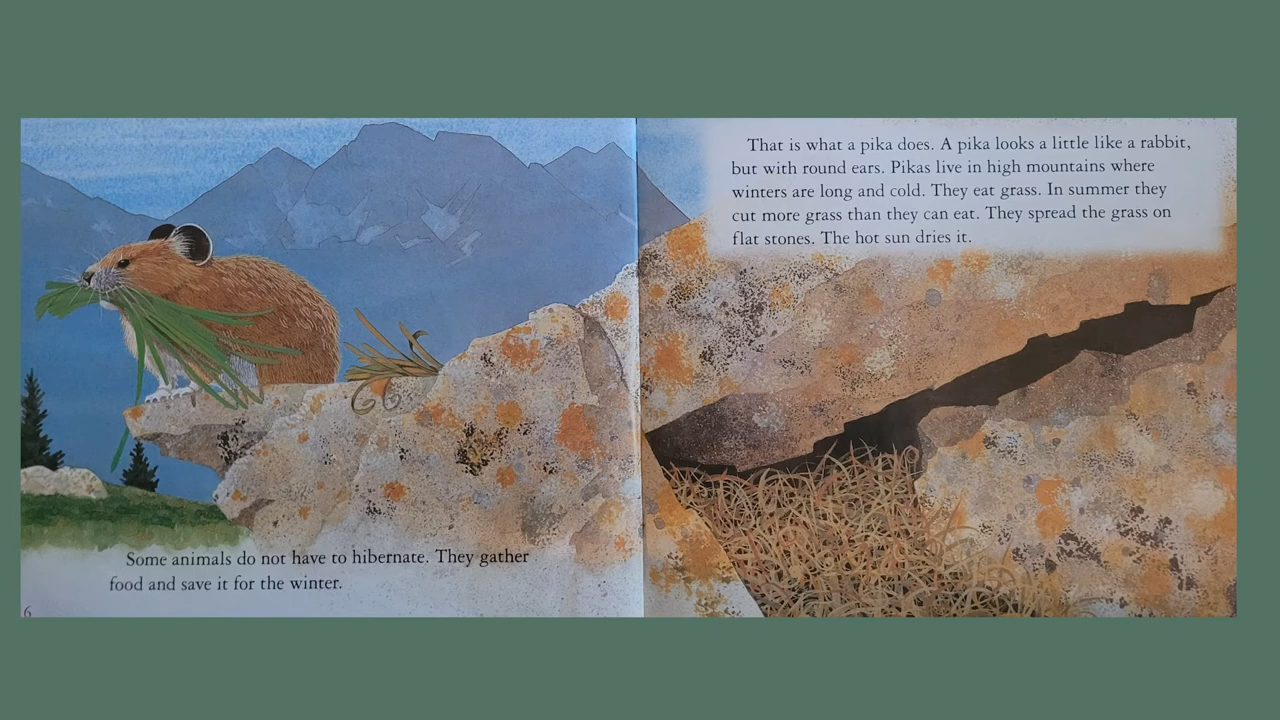 Some animals do not have to hibernate. They gather
food and save it for the winter.
6
That is what a pika does. A pika looks a little like a rabbit,
but with round ears. Pikas live in high mountains where
winters are long and cold. They eat grass. In summer they
cut more grass than they can eat. They spread the grass on
flat stones. The hot sun dries it.